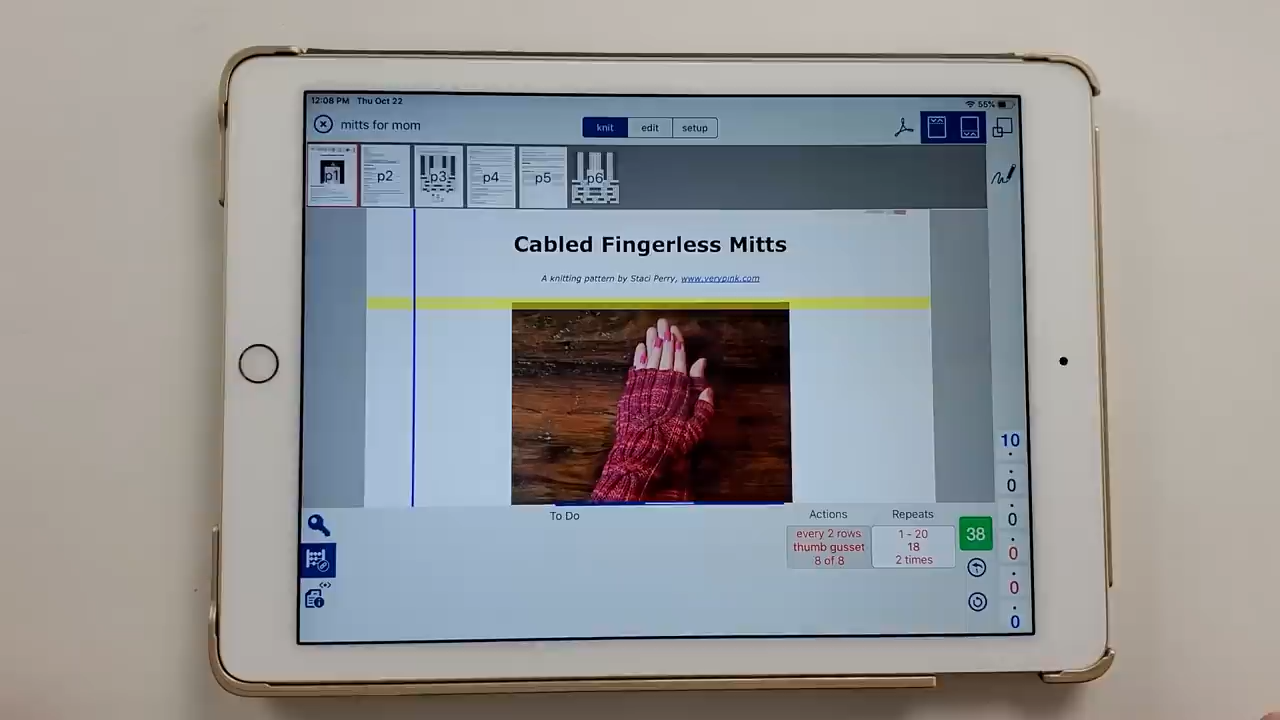 12:08 PM Thu Oct 22
55%
mitts for mom
knit edit setup
p1 p2 p3 p4 p5 p6
Cabled Fingerless Mitts
A knitting pattern by Staci Perry, www.verypink.com
To Do
Actions
every 2 rows
thumb gusset
8 of 8
Repeats
1 - 20
18
2 times
38
10
0
0
0
0
0